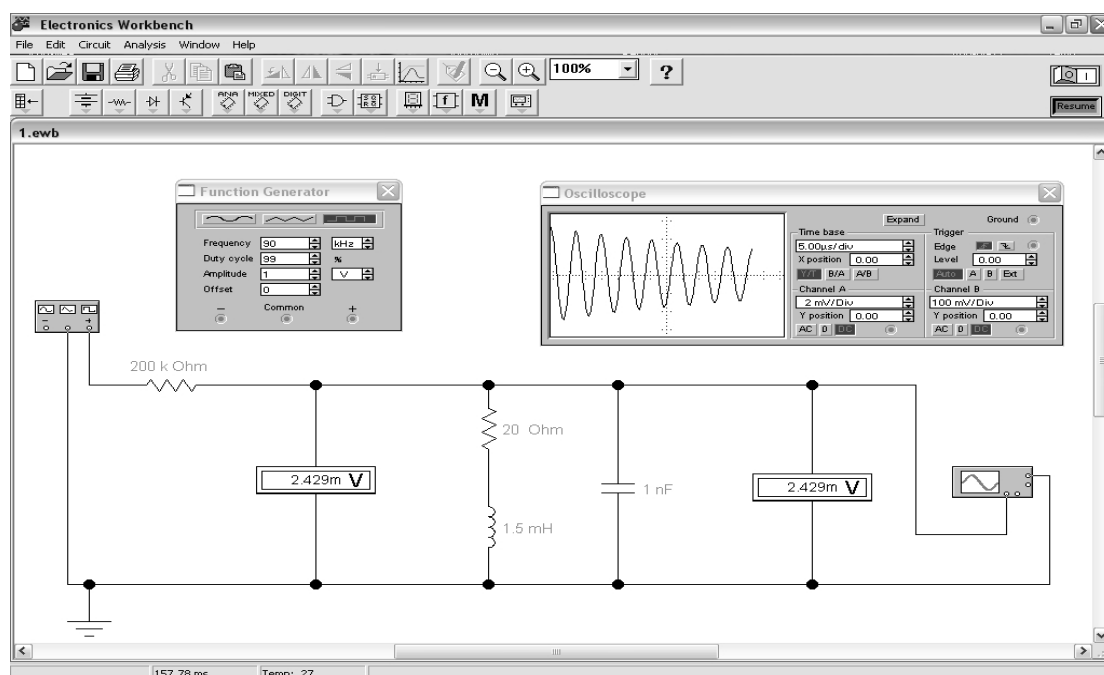 Electronics Workbench
File Edit Circuit Analysis Window Help
100% ?
ANA MIXED DIGIT
f M
Resume
1.ewb
Function Generator
Frequency 90 kHz
Duty cycle 99 %
Amplitude 1 V
Offset 0
− Common +
Oscilloscope
Expand Ground
Time base Trigger
5.00µs/div Edge
X position 0.00 Level 0.00
Y/T B/A A/B Auto A B Ext
Channel A Channel B
2 mV/Div 100 mV/Div
Y position 0.00 Y position 0.00
AC 0 DC AC 0 DC
− +
200 k Ohm
20 Ohm
2.429m V
1 nF
2.429m V
1.5 mH
157.78 ms Temp: 27